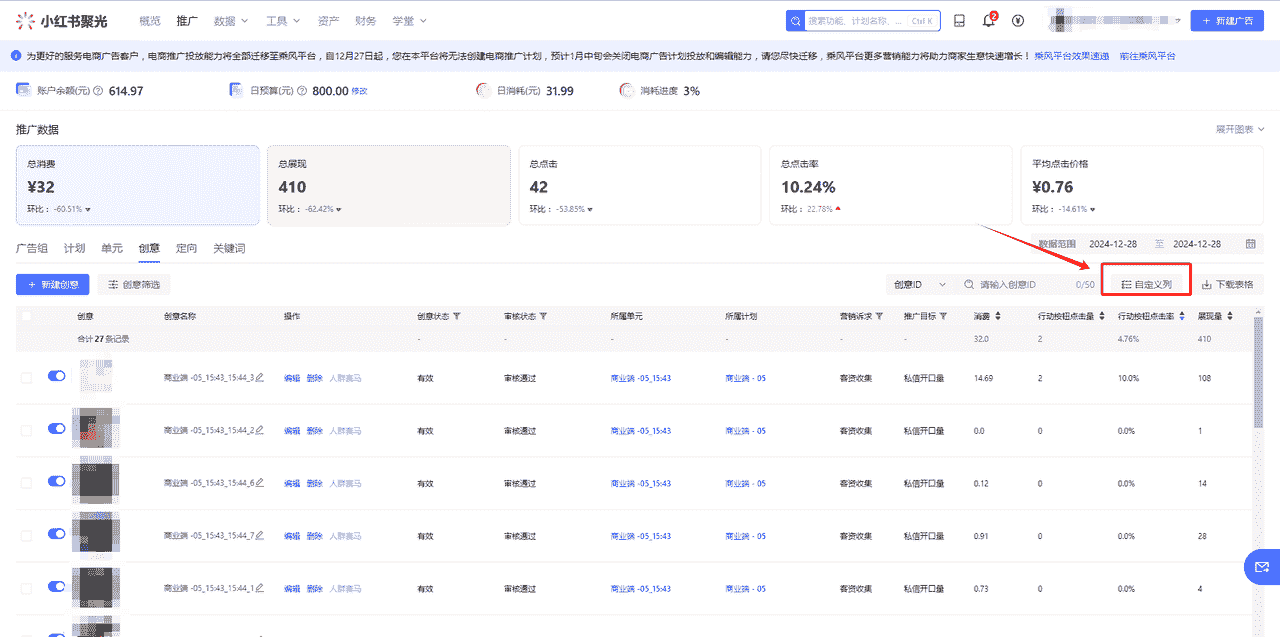 小红书聚光 概览 推广 数据 工具 资产 财务 学堂 搜索功能、计划名称、... Ctrl K 2 + 新建广告
为更好的服务电商广告客户，电商推广投放能力将全部迁移至乘风平台，自12月27日起，您在本平台将无法创建电商推广计划，预计1月中旬会关闭电商广告计划投放和编辑能力，请您尽快迁移，乘风平台更多营销能力将助力商家生意快速增长！ 乘风平台效果速递 前往乘风平台
账户余额(元) 614.97 日预算(元) 800.00 修改 日消耗(元) 31.99 消耗进度 3%
推广数据 展开图表
总消费 总展现 总点击 总点击率 平均点击价格
¥32 410 42 10.24% ¥0.76
环比： -60.51% 环比： -62.42% 环比： -53.85% 环比： 22.78% 环比： -14.61%
广告组 计划 单元 创意 定向 关键词 数据范围 2024-12-28 至 2024-12-28
+ 新建创意 创意筛选 创意ID 请输入创意ID 0/50 自定义列 下载表格
创意 创意名称 操作 创意状态 审核状态 所属单元 所属计划 营销诉求 推广目标 消费 行动按钮点击量 行动按钮点击率 展现量
合计 27 条记录 - - - - - - 32.0 2 4.76% 410
商业端 -05_15:43_15:44_3 编辑 删除 人群赛马 有效 审核通过 商业端 -05_15:43 商业端 - 05 客资收集 私信开口量 14.69 2 10.0% 108
商业端 -05_15:43_15:44_2 编辑 删除 人群赛马 有效 审核通过 商业端 -05_15:43 商业端 - 05 客资收集 私信开口量 0.0 0 0.0% 1
商业端 -05_15:43_15:44_6 编辑 删除 人群赛马 有效 审核通过 商业端 -05_15:43 商业端 - 05 客资收集 私信开口量 0.12 0 0.0% 14
商业端 -05_15:43_15:44_7 编辑 删除 人群赛马 有效 审核通过 商业端 -05_15:43 商业端 - 05 客资收集 私信开口量 0.91 0 0.0% 28
商业端 -05_15:43_15:44_1 编辑 删除 人群赛马 有效 审核通过 商业端 -05_15:43 商业端 - 05 客资收集 私信开口量 0.73 0 0.0% 4